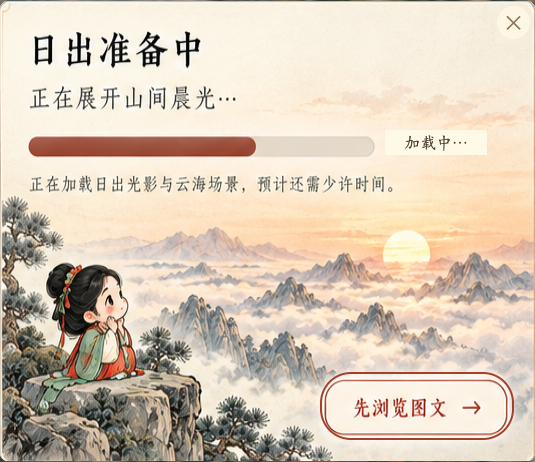 日出准备中
正在展开山间晨光…
加载中…
正在加载日出光影与云海场景，预计还需少许时间。
先浏览图文 →